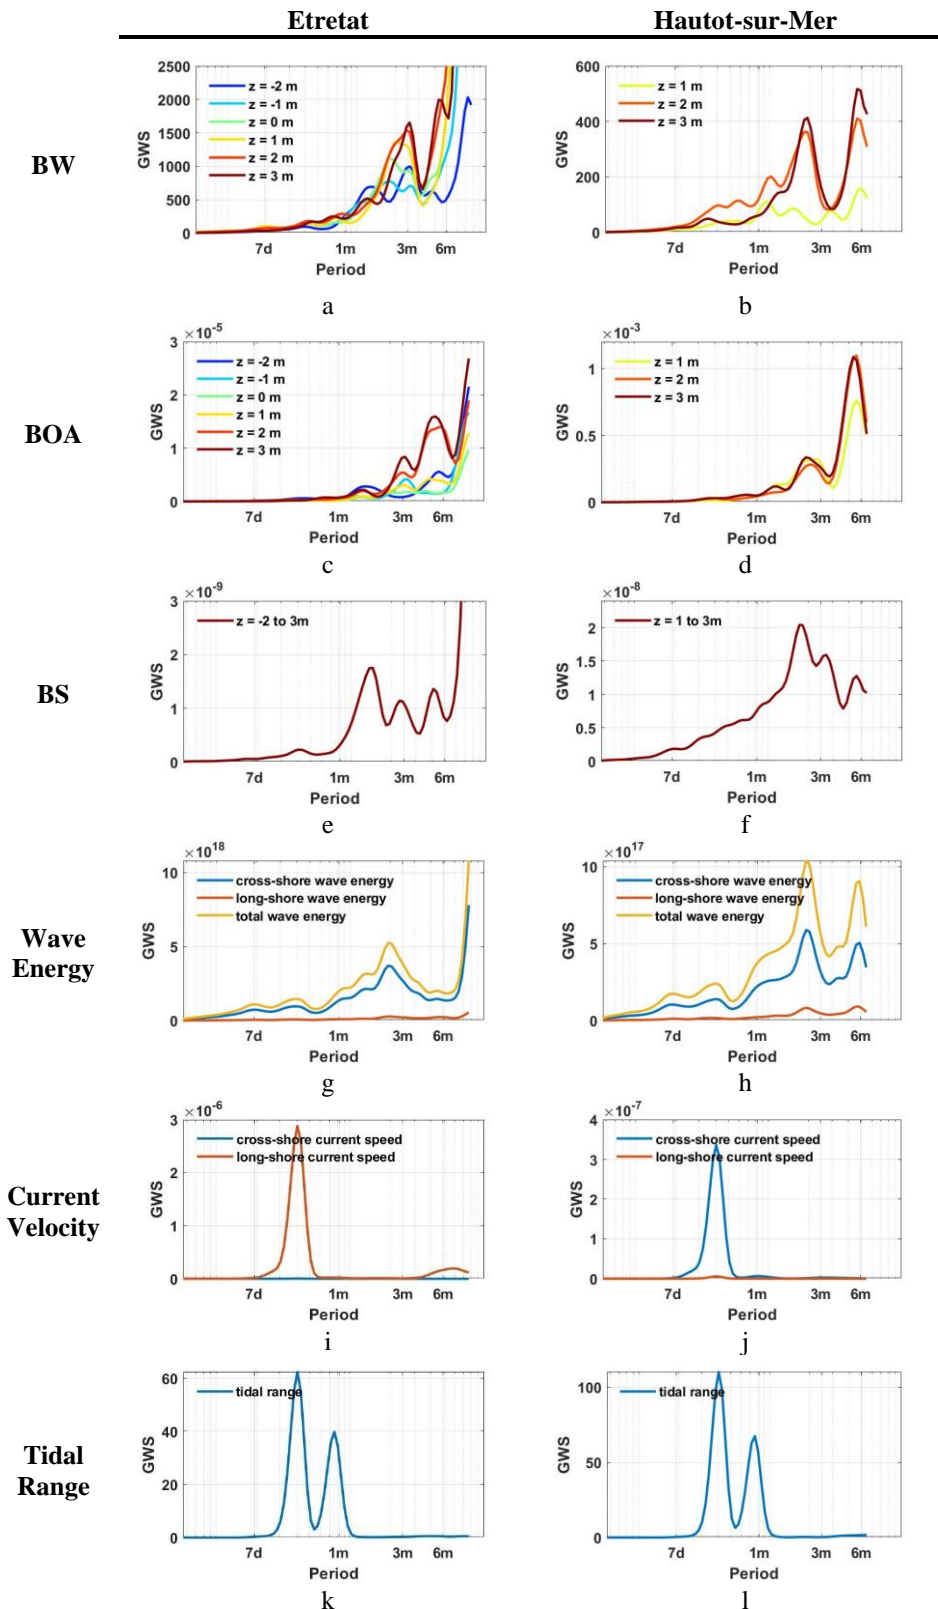 Etretat Hautot-sur-Mer
BW
2500
2000
1500
1000
500
0
GWS
z = -2 m
z = -1 m
z = 0 m
z = 1 m
z = 2 m
z = 3 m
7d 1m 3m 6m
Period
a
600
400
200
0
GWS
z = 1 m
z = 2 m
z = 3 m
7d 1m 3m 6m
Period
b
BOA
×10-5
3
2
1
0
GWS
z = -2 m
z = -1 m
z = 0 m
z = 1 m
z = 2 m
z = 3 m
7d 1m 3m 6m
Period
c
×10-3
1
0.5
0
GWS
z = 1 m
z = 2 m
z = 3 m
7d 1m 3m 6m
Period
d
BS
×10-9
3
2
1
0
GWS
z = -2 to 3m
7d 1m 3m 6m
Period
e
×10-8
2
1.5
1
0.5
0
GWS
z = 1 to 3m
7d 1m 3m 6m
Period
f
Wave
Energy
×1018
10
5
0
GWS
cross-shore wave energy
long-shore wave energy
total wave energy
7d 1m 3m 6m
Period
g
×1017
10
5
0
GWS
cross-shore wave energy
long-shore wave energy
total wave energy
7d 1m 3m 6m
Period
h
Current
Velocity
×10-6
3
2
1
0
GWS
cross-shore current speed
long-shore current speed
7d 1m 3m 6m
Period
i
×10-7
4
3
2
1
0
GWS
cross-shore current speed
long-shore current speed
7d 1m 3m 6m
Period
j
Tidal
Range
60
40
20
0
GWS
tidal range
7d 1m 3m 6m
Period
k
100
50
0
GWS
tidal range
7d 1m 3m 6m
Period
l